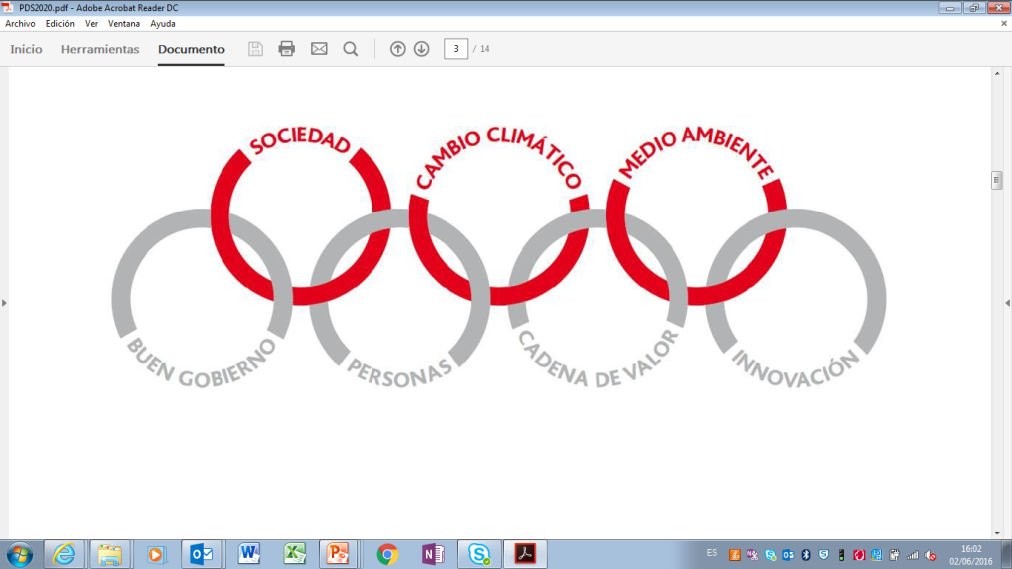 PDS2020.pdf - Adobe Acrobat Reader DC
Archivo Edición Ver Ventana Ayuda
Inicio Herramientas Documento 3 / 14
SOCIEDAD
CAMBIO CLIMÁTICO
MEDIO AMBIENTE
BUEN GOBIERNO
PERSONAS
CADENA DE VALOR
INNOVACIÓN
ES
16:02
02/06/2016